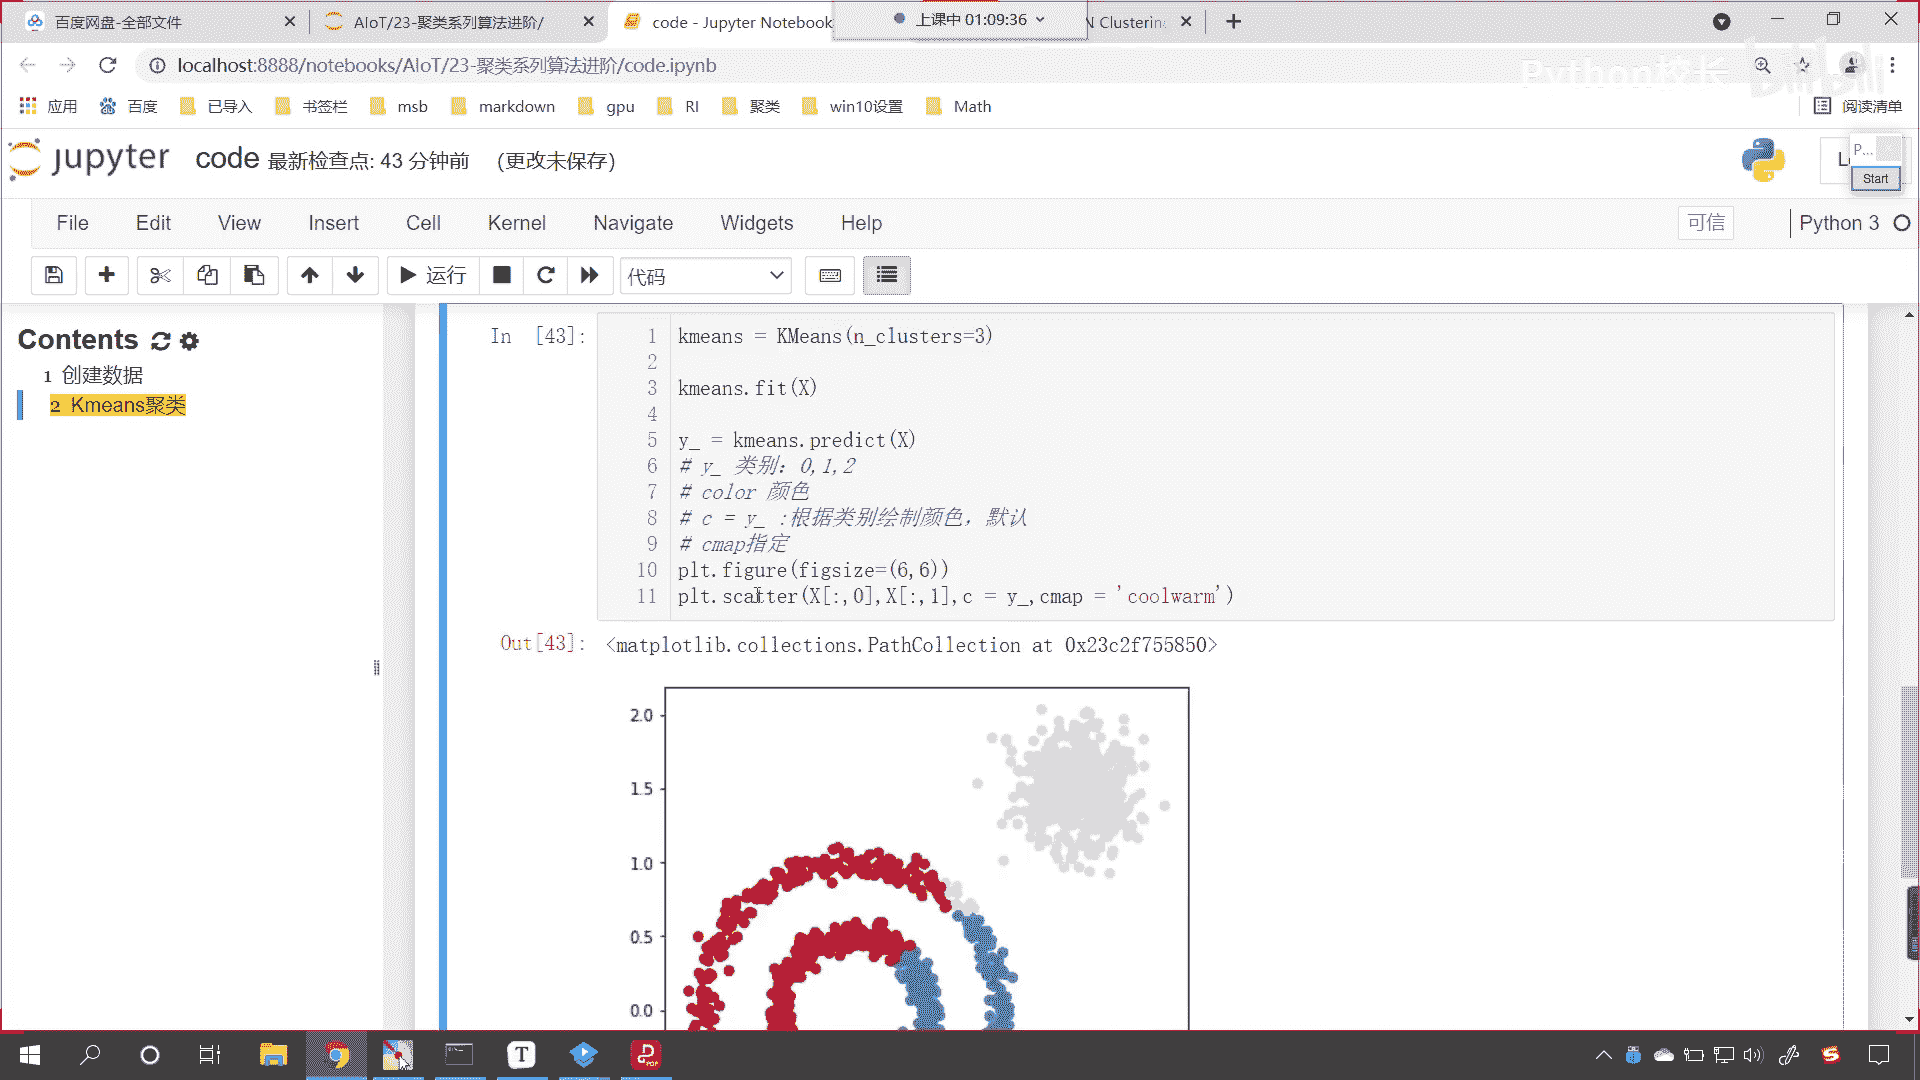 百度网盘-全部文件
AIoT/23-聚类系列算法进阶/
code - Jupyter Notebook
上课中 01:09:36
N Clustering
localhost:8888/notebooks/AIoT/23-聚类系列算法进阶/code.ipynb
Python校长
bilibili
应用 百度 已导入 书签栏 msb markdown gpu RI 聚类 win10设置 Math 阅读清单
jupyter code 最新检查点: 43 分钟前 (更改未保存)
P...
Start
File Edit View Insert Cell Kernel Navigate Widgets Help 可信 Python 3
运行 代码
Contents
1 创建数据
2 Kmeans聚类
In [43]:
1 kmeans = KMeans(n_clusters=3)
2
3 kmeans.fit(X)
4
5 y_ = kmeans.predict(X)
6 # y_ 类别：0,1,2
7 # color 颜色
8 # c = y_ :根据类别绘制颜色，默认
9 # cmap指定
10 plt.figure(figsize=(6,6))
11 plt.scatter(X[:,0],X[:,1],c = y_,cmap = 'coolwarm')
Out[43]: <matplotlib.collections.PathCollection at 0x23c2f755850>
2.0
1.5
1.0
0.5
0.0